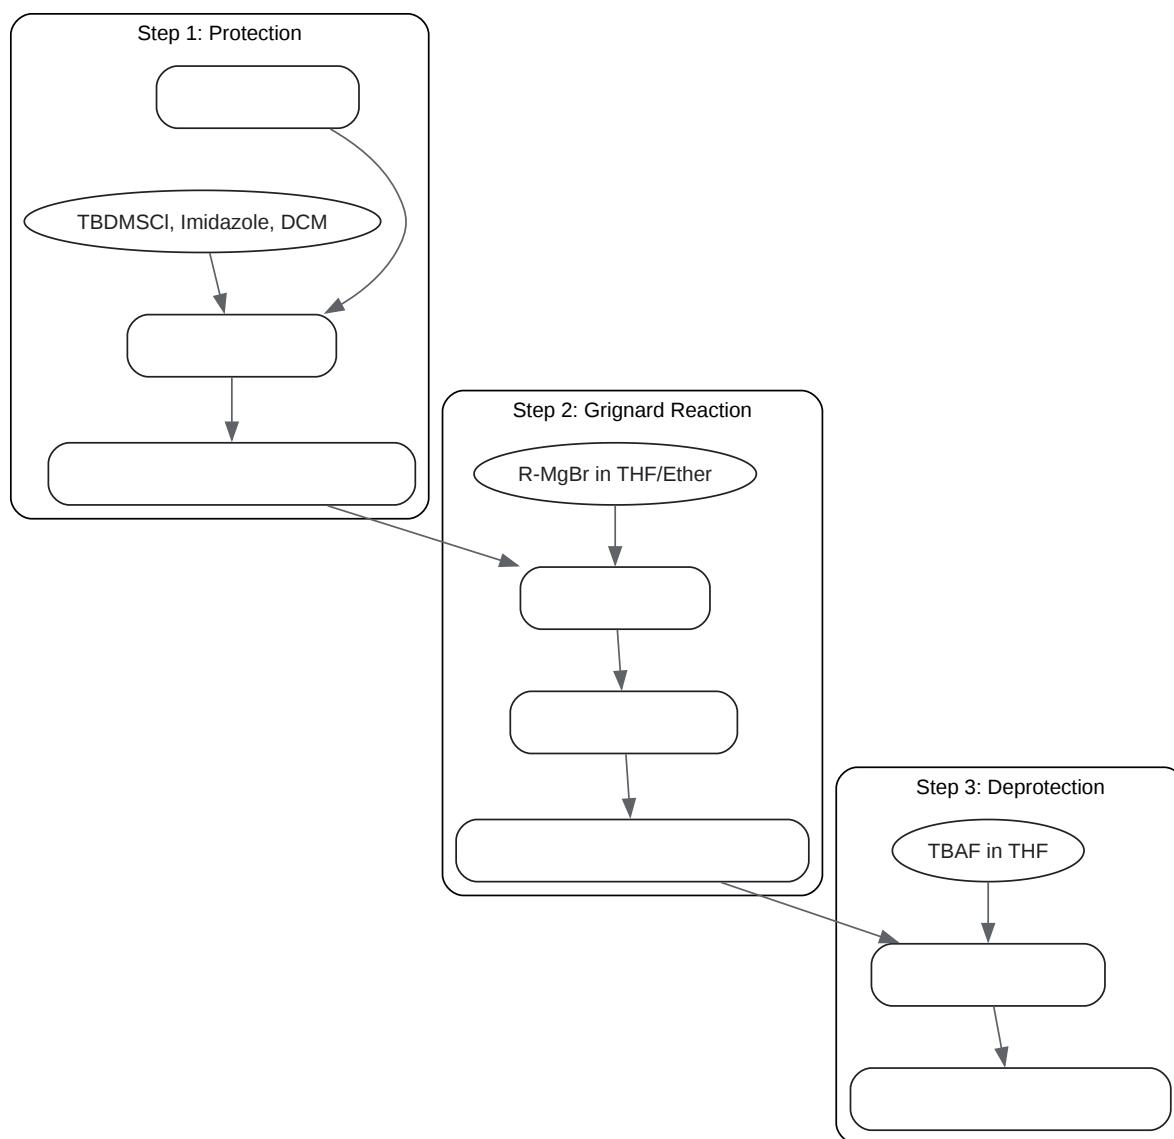 Step 1: Protection
TBDMSCl, Imidazole, DCM
Step 2: Grignard Reaction
R-MgBr in THF/Ether
Step 3: Deprotection
TBAF in THF